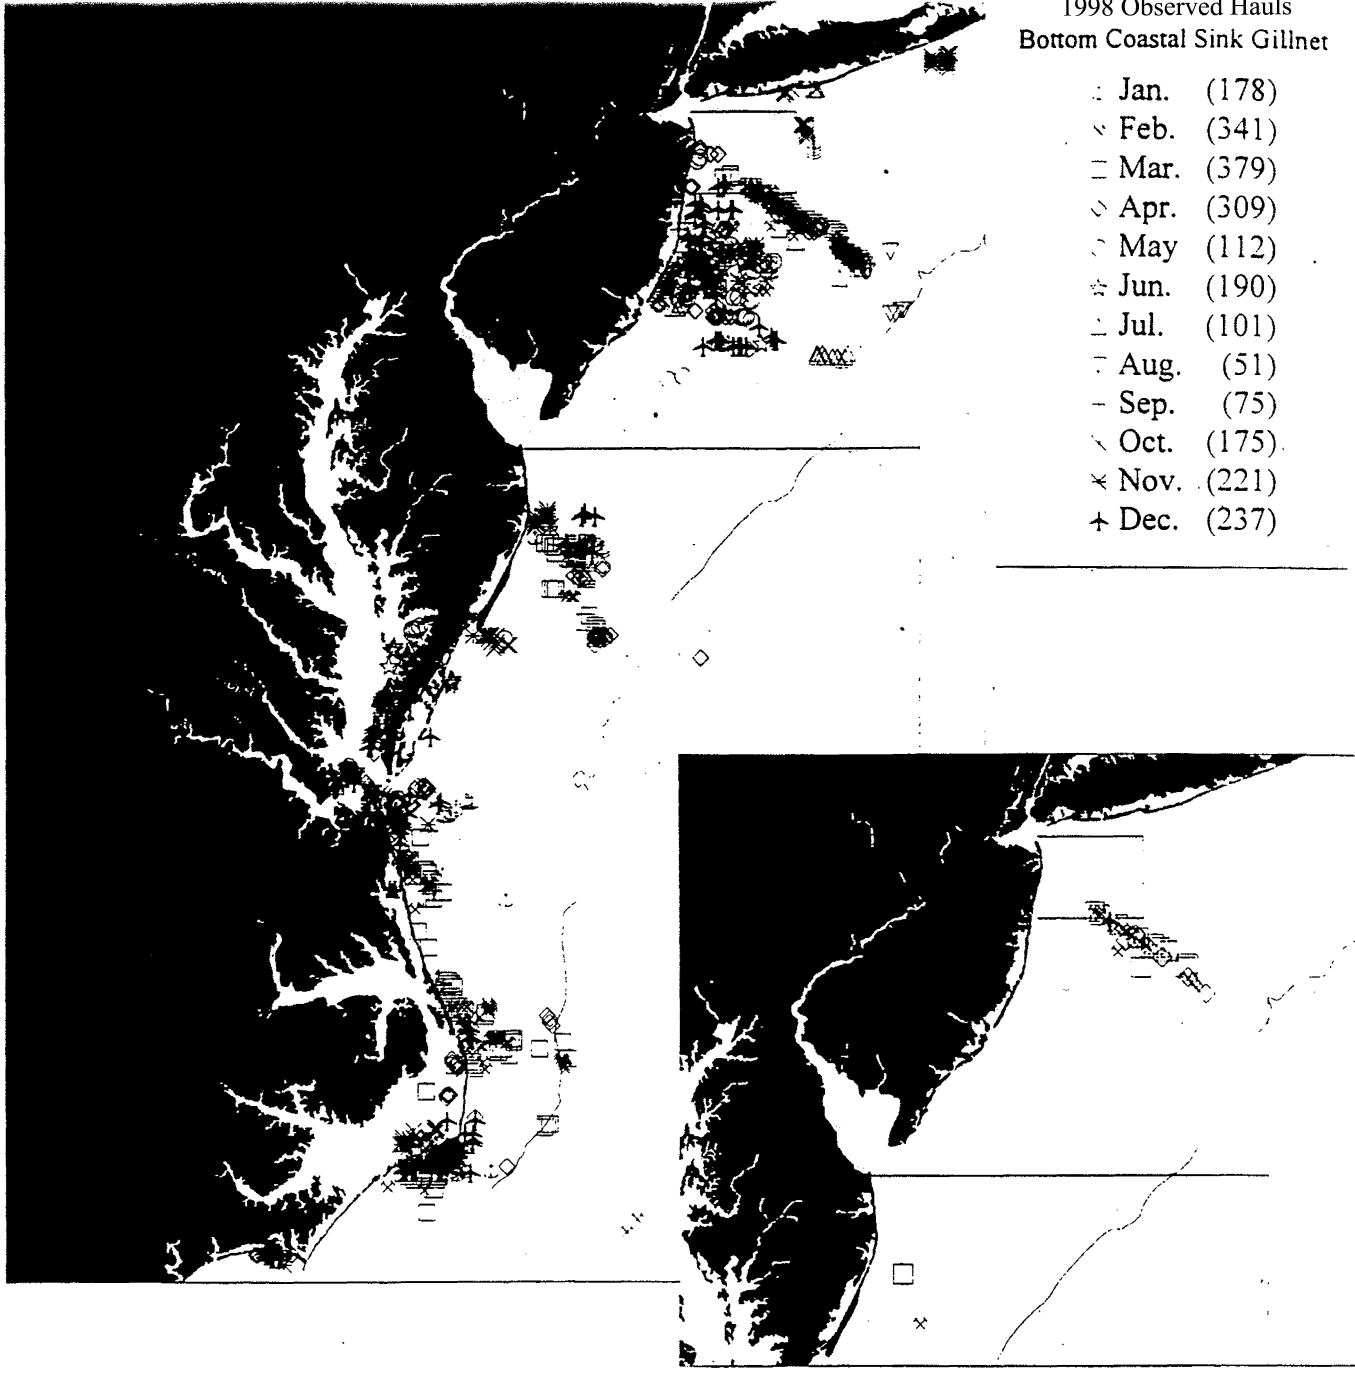 1998 Observed Hauls
Bottom Coastal Sink Gillnet
Jan. (178)
Feb. (341)
Mar. (379)
Apr. (309)
May (112)
Jun. (190)
Jul. (101)
Aug. (51)
Sep. (75)
Oct. (175)
Nov. (221)
Dec. (237)